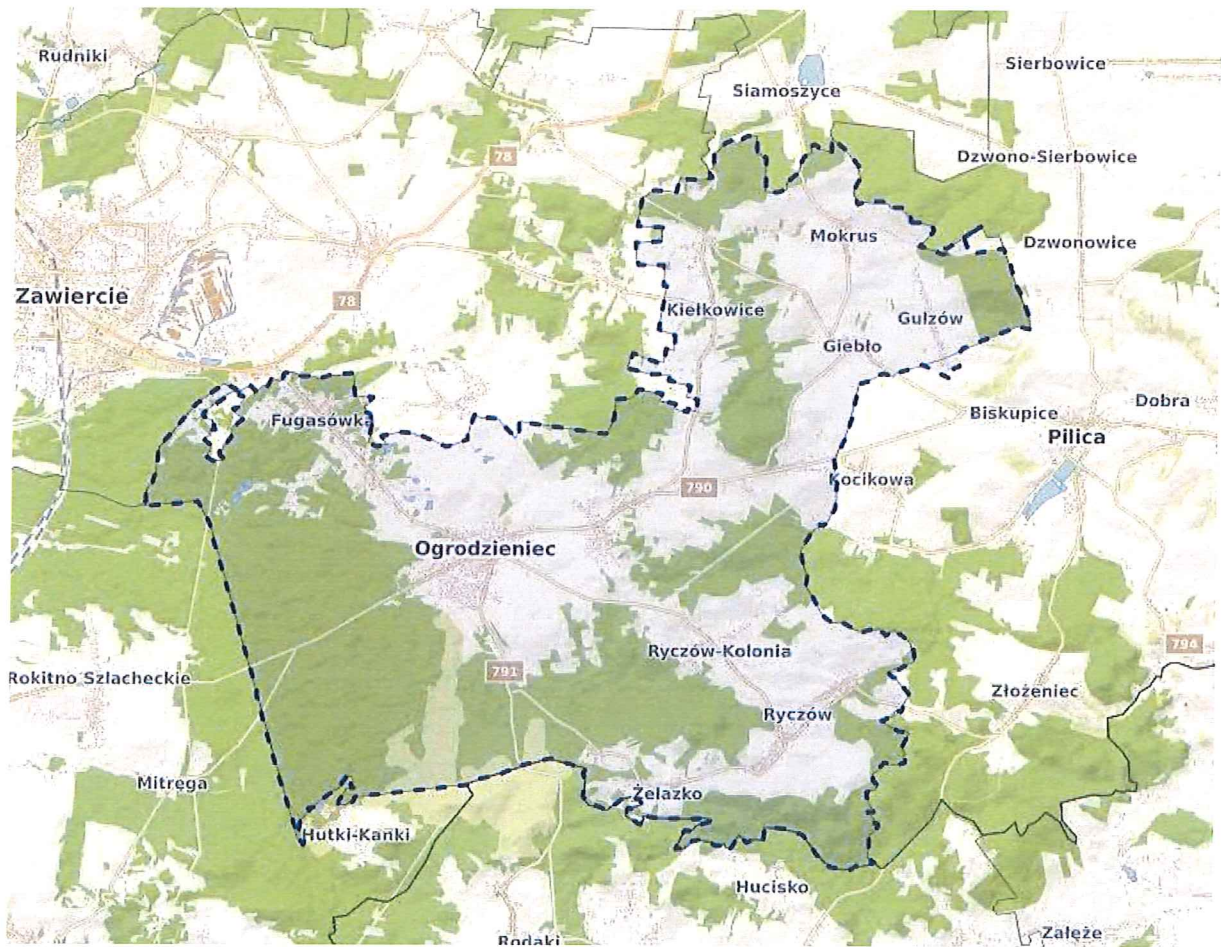 Rudniki
Sierbowice
Siamoszyce
78
Dzwono-Sierbowice
Mokrus
Dzwonowice
Zawiercie
78
Kiełkowice
Gulzów
Giebło
Dobra
Biskupice
Fugasówka
Pilica
Kocikowa
790
Ogrodzieniec
794
Ryczów-Kolonia
791
Rokitno Szlacheckie
Złożeniec
Ryczów
Mitręga
Żelazko
Hutki-Kanki
Hucisko
Załęże
Rodaki